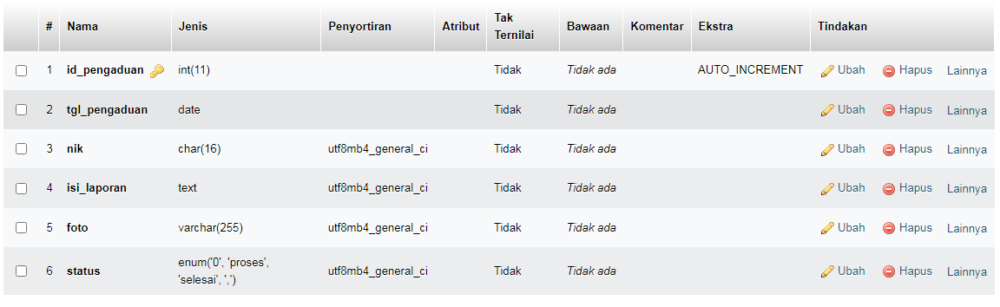 # Nama Jenis Penyortiran Atribut Tak Ternilai Bawaan Komentar Ekstra Tindakan
1 id_pengaduan int(11) Tidak Tidak ada AUTO_INCREMENT Ubah Hapus Lainnya
2 tgl_pengaduan date Tidak Tidak ada Ubah Hapus Lainnya
3 nik char(16) utf8mb4_general_ci Tidak Tidak ada Ubah Hapus Lainnya
4 isi_laporan text utf8mb4_general_ci Tidak Tidak ada Ubah Hapus Lainnya
5 foto varchar(255) utf8mb4_general_ci Tidak Tidak ada Ubah Hapus Lainnya
6 status enum('0', 'proses', 'selesai', ',') utf8mb4_general_ci Tidak Tidak ada Ubah Hapus Lainnya